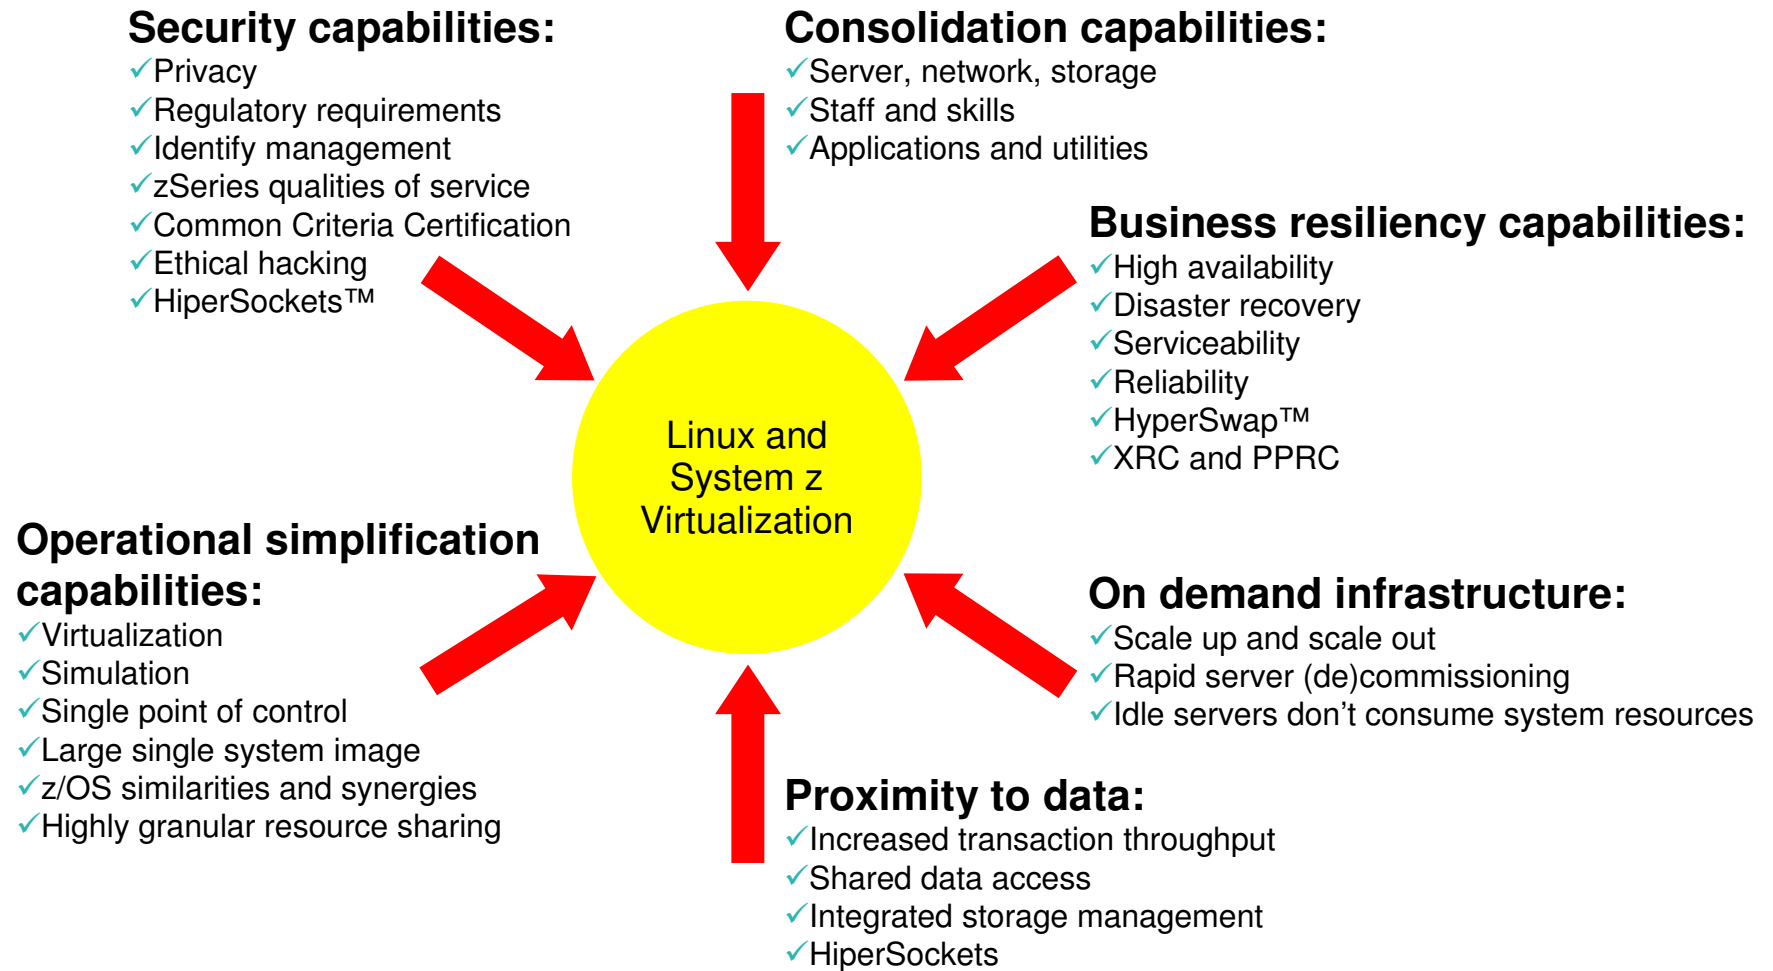 Security capabilities:
✓Privacy
✓Regulatory requirements
✓Identify management
✓zSeries qualities of service
✓Common Criteria Certification
✓Ethical hacking
✓HiperSockets™
Consolidation capabilities:
✓Server, network, storage
✓Staff and skills
✓Applications and utilities
Business resiliency capabilities:
✓High availability
✓Disaster recovery
✓Serviceability
✓Reliability
✓HyperSwap™
✓XRC and PPRC
Linux and
System z
Virtualization
Operational simplification
capabilities:
✓Virtualization
✓Simulation
✓Single point of control
✓Large single system image
✓z/OS similarities and synergies
✓Highly granular resource sharing
On demand infrastructure:
✓Scale up and scale out
✓Rapid server (de)commissioning
✓Idle servers don’t consume system resources
Proximity to data:
✓Increased transaction throughput
✓Shared data access
✓Integrated storage management
✓HiperSockets